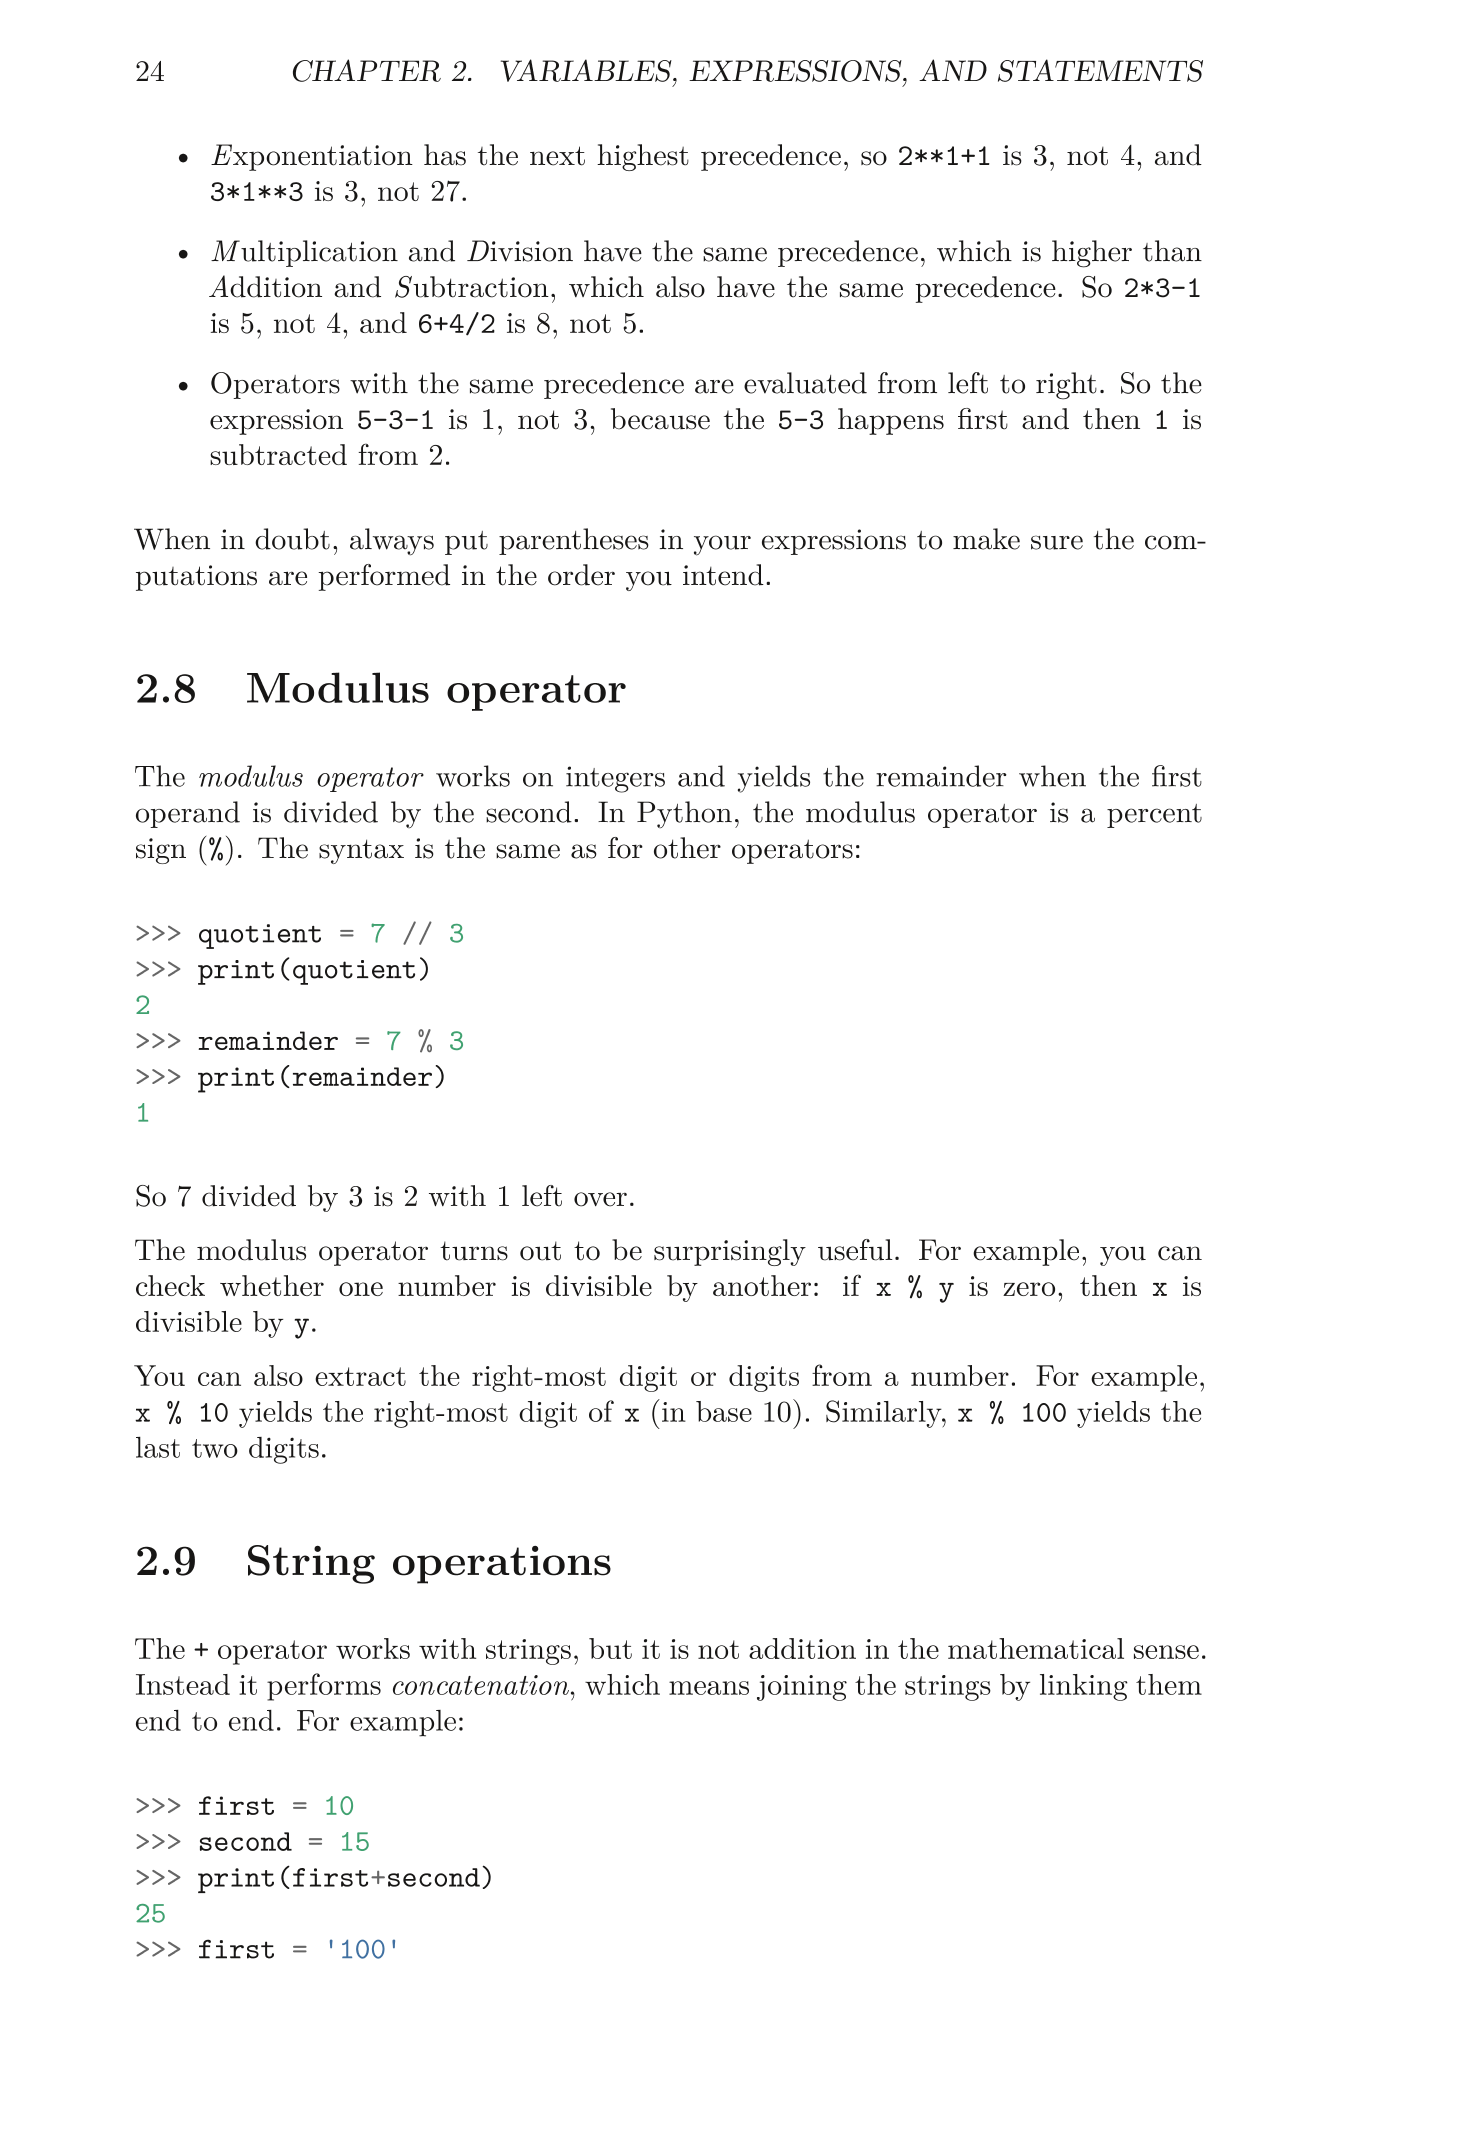 24 CHAPTER 2. VARIABLES, EXPRESSIONS, AND STATEMENTS
• Exponentiation has the next highest precedence, so 2**1+1 is 3, not 4, and
3*1**3 is 3, not 27.
• Multiplication and Division have the same precedence, which is higher than
Addition and Subtraction, which also have the same precedence. So 2*3-1
is 5, not 4, and 6+4/2 is 8, not 5.
• Operators with the same precedence are evaluated from left to right. So the
expression 5-3-1 is 1, not 3, because the 5-3 happens first and then 1 is
subtracted from 2.
When in doubt, always put parentheses in your expressions to make sure the com-
putations are performed in the order you intend.
2.8 Modulus operator
The modulus operator works on integers and yields the remainder when the first
operand is divided by the second. In Python, the modulus operator is a percent
sign (%). The syntax is the same as for other operators:
>>> quotient = 7 // 3
>>> print(quotient)
2
>>> remainder = 7 % 3
>>> print(remainder)
1
So 7 divided by 3 is 2 with 1 left over.
The modulus operator turns out to be surprisingly useful. For example, you can
check whether one number is divisible by another: if x % y is zero, then x is
divisible by y.
You can also extract the right-most digit or digits from a number. For example,
x % 10 yields the right-most digit of x (in base 10). Similarly, x % 100 yields the
last two digits.
2.9 String operations
The + operator works with strings, but it is not addition in the mathematical sense.
Instead it performs concatenation, which means joining the strings by linking them
end to end. For example:
>>> first = 10
>>> second = 15
>>> print(first+second)
25
>>> first = '100'